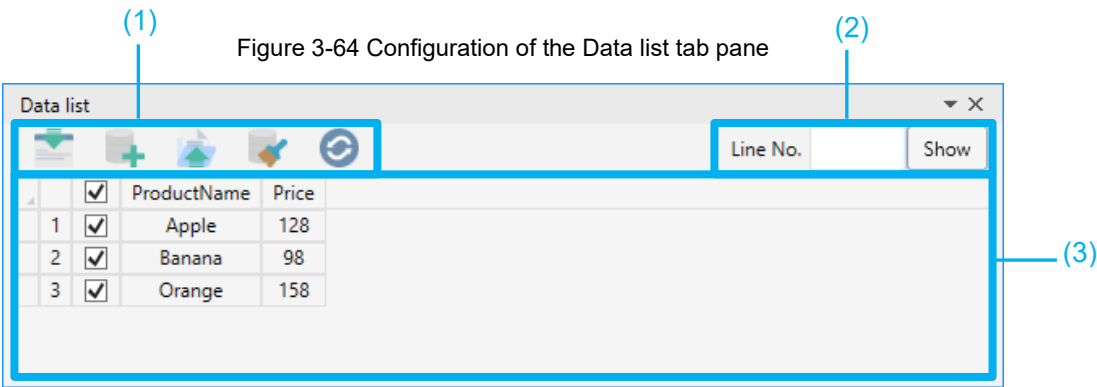 (1)
(2)
Figure 3-64 Configuration of the Data list tab pane
Data list
Line No. Show
ProductName Price
1 Apple 128
2 Banana 98
(3)
3 Orange 158